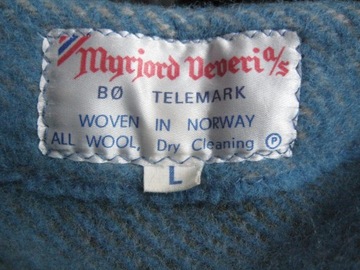 Myrjord Veveri a/s
BØ TELEMARK
WOVEN IN NORWAY
ALL WOOL, Dry Cleaning Ⓟ
L